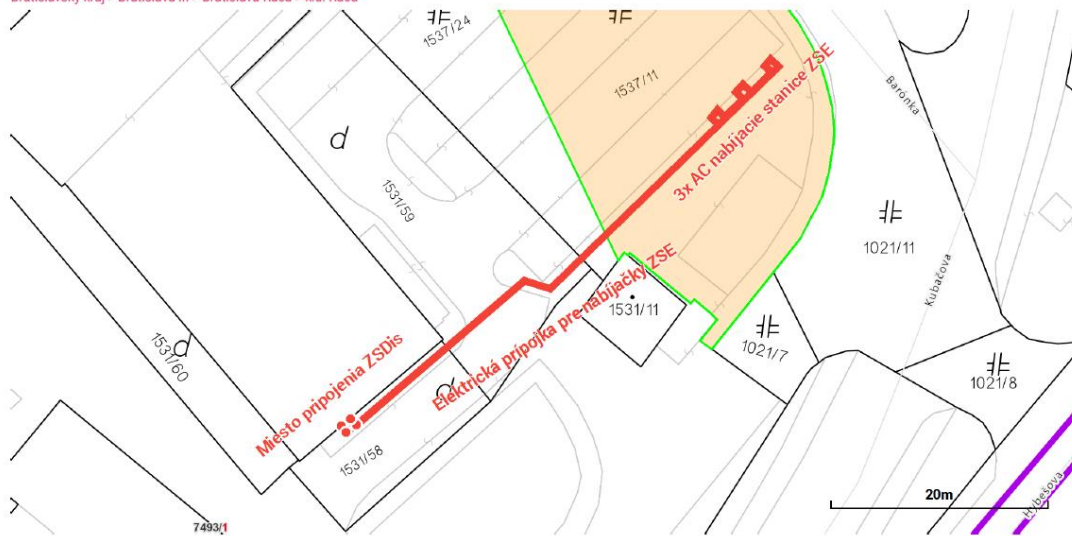 1537/24
1537/11
Barónka
3x AC nabíjacie stanice ZSE
1531/59
1021/11
Kubačova
Elektrická prípojka pre nabíjačky ZSE
1531/11
1021/7
1021/8
1531/60
Miesto pripojenia ZSDis
1531/58
20m
Hybešova
7493/1